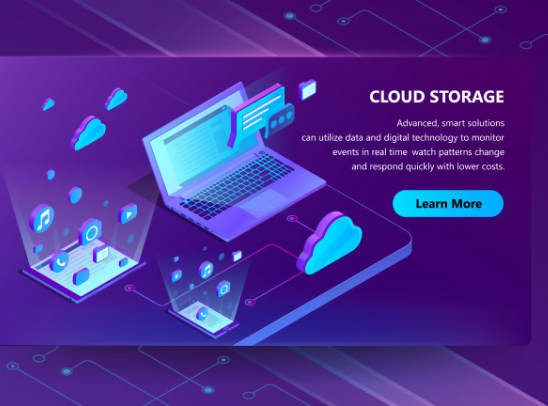 CLOUD STORAGE
Advanced, smart solutions
can utilize data and digital technology to monitor
events in real time watch patterns change
and respond quickly with lower costs.
Learn More